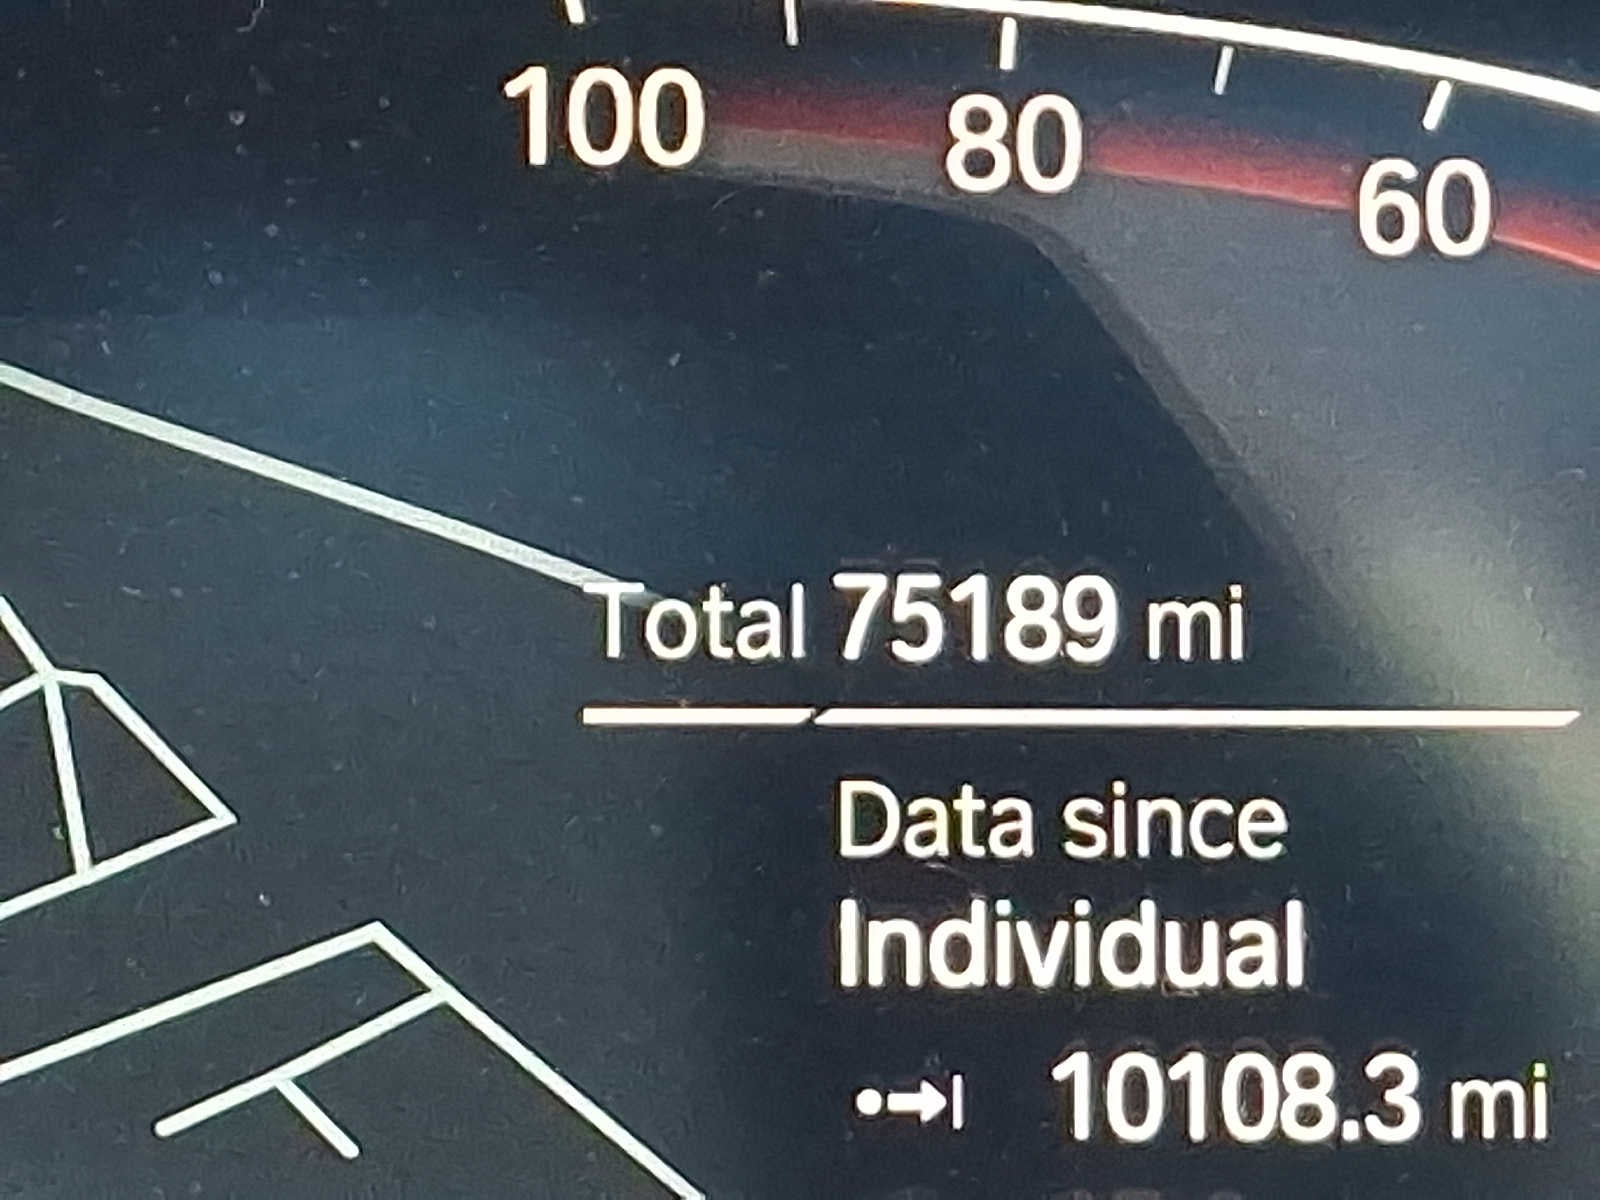 100 80 60
Total 75189 mi
Data since
Individual
10108.3 mi